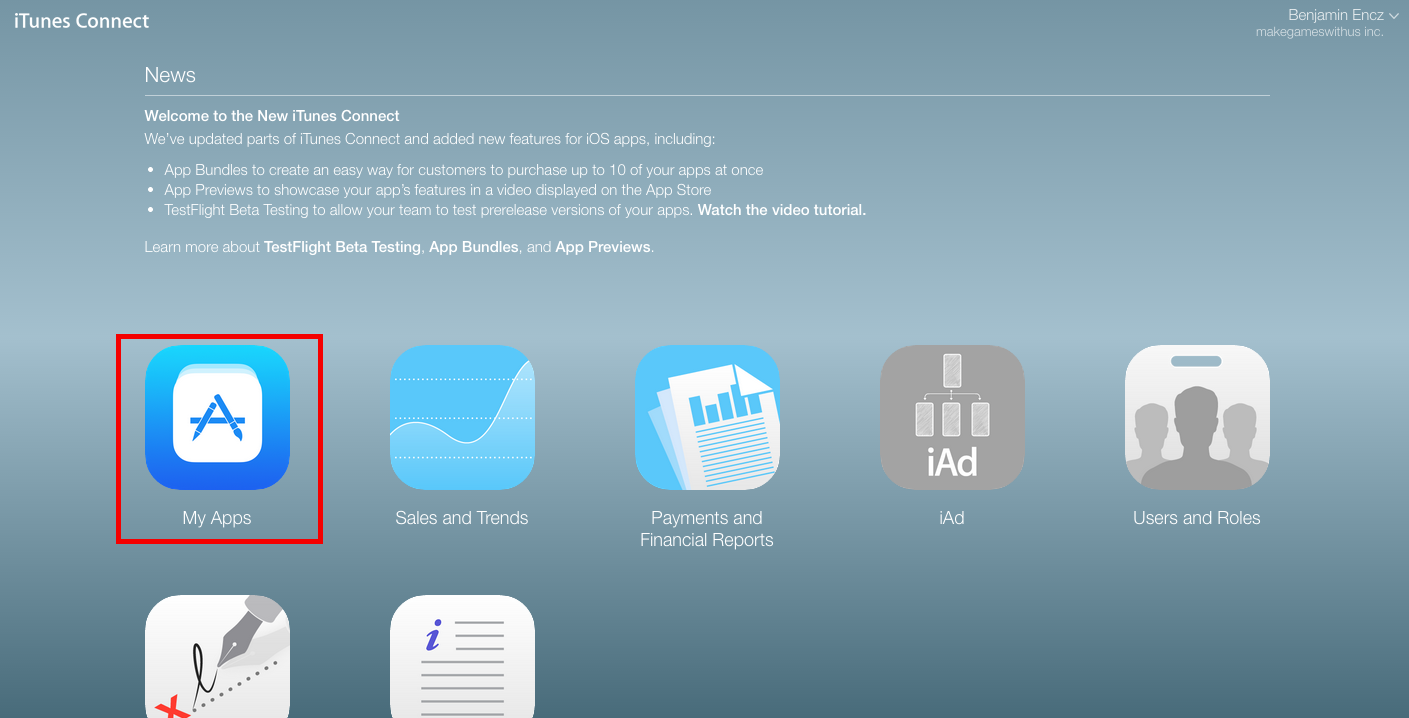 iTunes Connect
Benjamin Encz
makegameswithus inc.
News
Welcome to the New iTunes Connect
We've updated parts of iTunes Connect and added new features for iOS apps, including:
• App Bundles to create an easy way for customers to purchase up to 10 of your apps at once
• App Previews to showcase your app's features in a video displayed on the App Store
• TestFlight Beta Testing to allow your team to test prerelease versions of your apps. Watch the video tutorial.
Learn more about TestFlight Beta Testing, App Bundles, and App Previews.
iAd
My Apps
Sales and Trends
Payments and
Financial Reports
iAd
Users and Roles
i